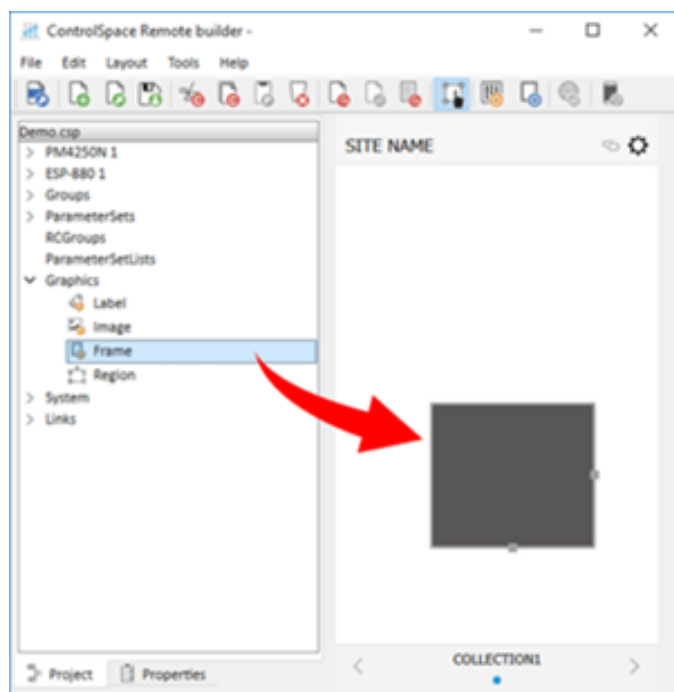 ControlSpace Remote builder -
File Edit Layout Tools Help
Demo.csp
PM4250N 1
ESP-880 1
Groups
ParameterSets
RCGroups
ParameterSetLists
Graphics
Label
Image
Frame
Region
System
Links
SITE NAME
COLLECTION1
Project Properties